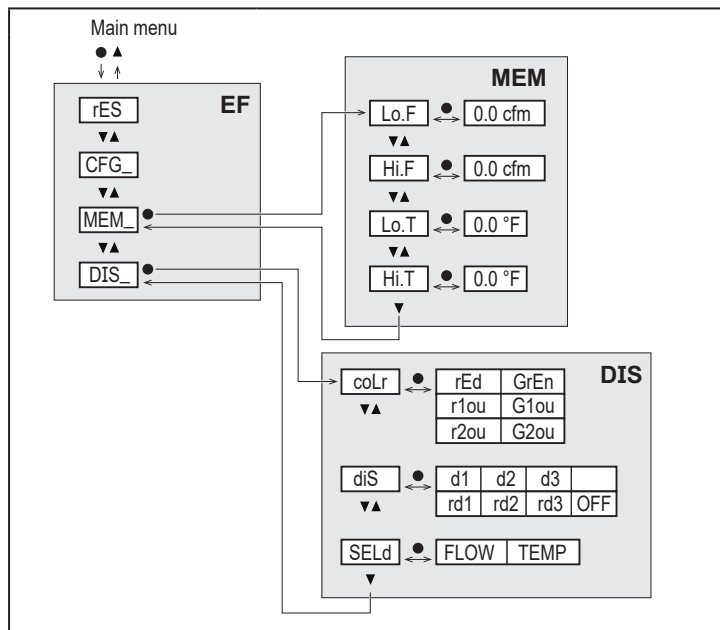 Main menu
EF
rES
CFG_
MEM_
DIS_
MEM
Lo.F 0.0 cfm
Hi.F 0.0 cfm
Lo.T 0.0 °F
Hi.T 0.0 °F
DIS
coLr rEd GrEn
r1ou G1ou
r2ou G2ou
diS d1 d2 d3
rd1 rd2 rd3 OFF
SELd FLOW TEMP